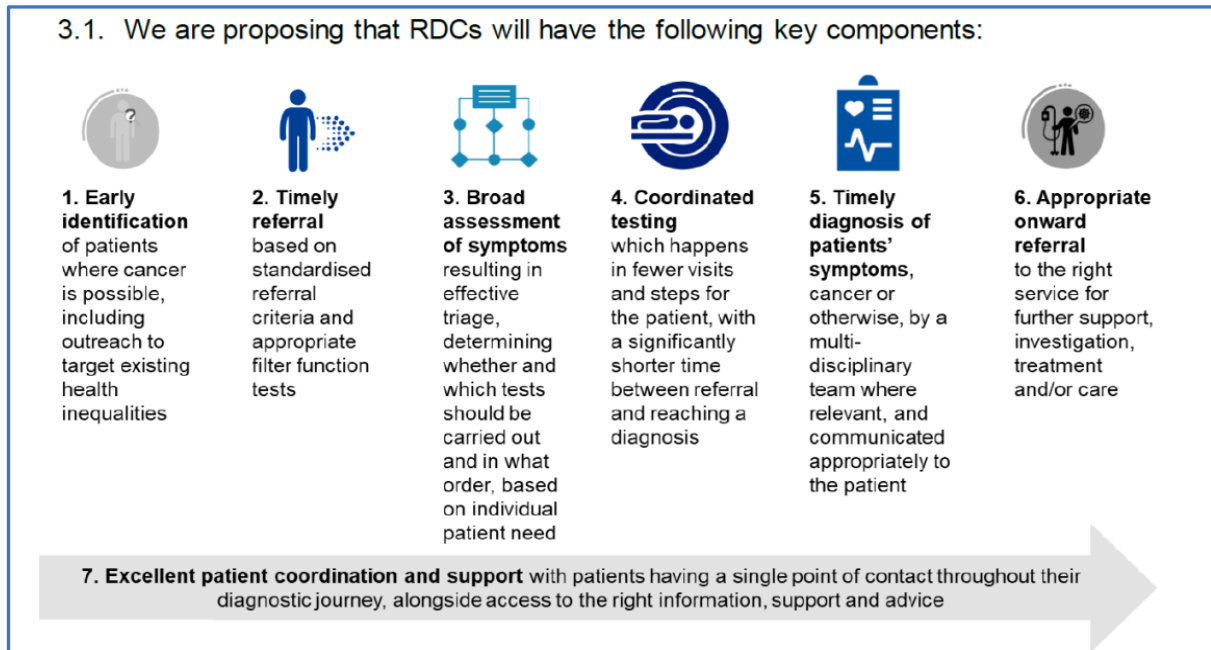 3.1. We are proposing that RDCs will have the following key components:
?
1. Early
identification
of patients
where cancer
is possible,
including
outreach to
target existing
health
inequalities
2. Timely
referral
based on
standardised
referral
criteria and
appropriate
filter function
tests
3. Broad
assessment
of symptoms
resulting in
effective
triage,
determining
whether and
which tests
should be
carried out
and in what
order, based
on individual
patient need
4. Coordinated
testing
which happens
in fewer visits
and steps for
the patient, with
a significantly
shorter time
between referral
and reaching a
diagnosis
5. Timely
diagnosis of
patients’
symptoms,
cancer or
otherwise, by a
multi-
disciplinary
team where
relevant, and
communicated
appropriately to
the patient
6. Appropriate
onward
referral
to the right
service for
further support,
investigation,
treatment
and/or care
7. Excellent patient coordination and support with patients having a single point of contact throughout their
diagnostic journey, alongside access to the right information, support and advice